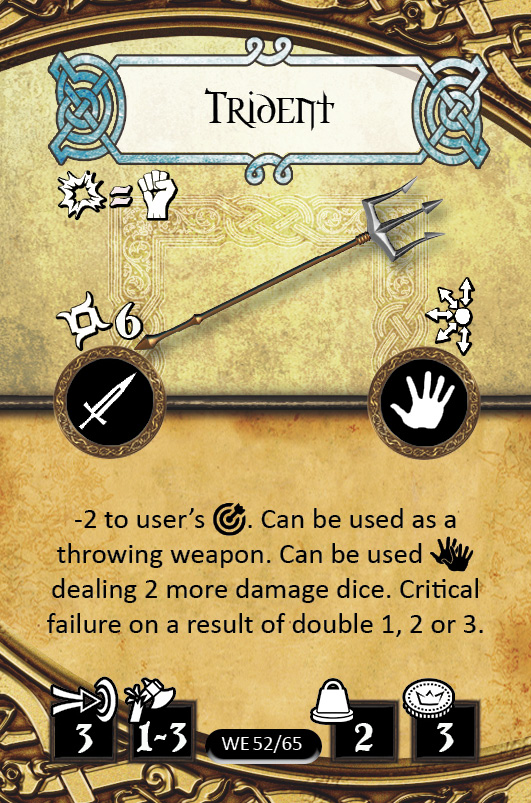 Trident
=
6
-2 to user's . Can be used as a
throwing weapon. Can be used
dealing 2 more damage dice. Critical
failure on a result of double 1, 2 or 3.
3 1-3 WE 52/65 2 3